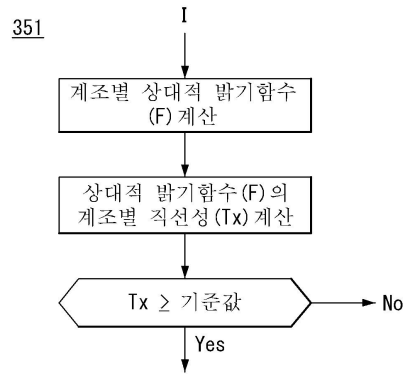 351
I
계조별 상대적 밝기함수
(F)계산
상대적 밝기함수(F)의
계조별 직선성(Tx)계산
Tx ≥ 기준값
No
Yes